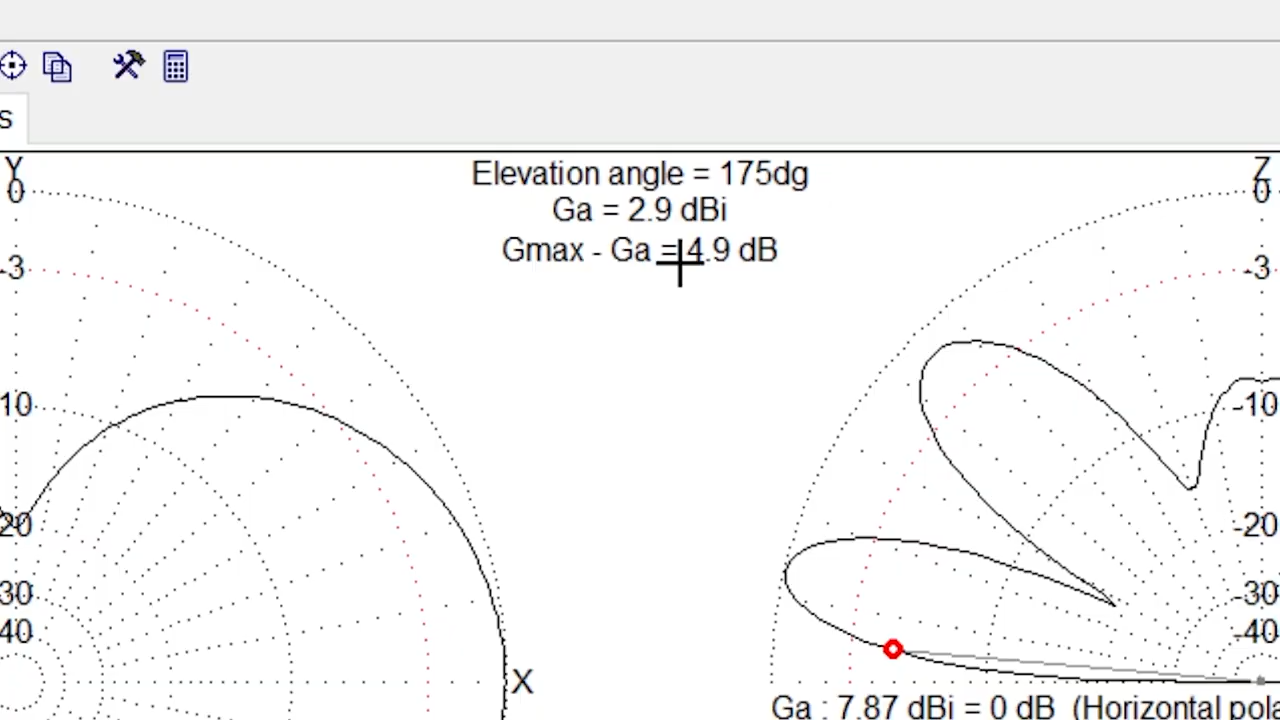 S
Y
0
-3
10
20
30
40
X
Elevation angle = 175dg
Ga = 2.9 dBi
Gmax - Ga = 4.9 dB
Z
0
-3
-10
-20
-30
-40
Ga : 7.87 dBi = 0 dB (Horizontal pola